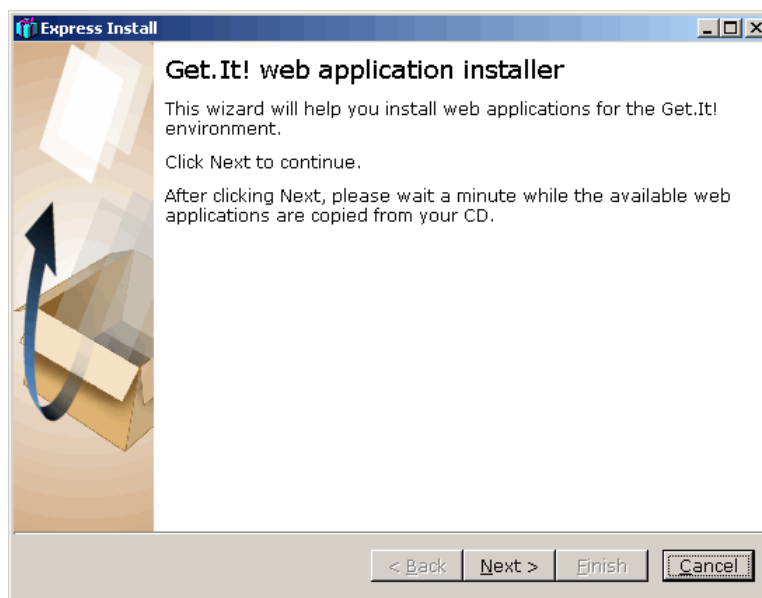 Express Install
Get.It! web application installer
This wizard will help you install web applications for the Get.It!
environment.
Click Next to continue.
After clicking Next, please wait a minute while the available web
applications are copied from your CD.
< Back Next > Finish Cancel